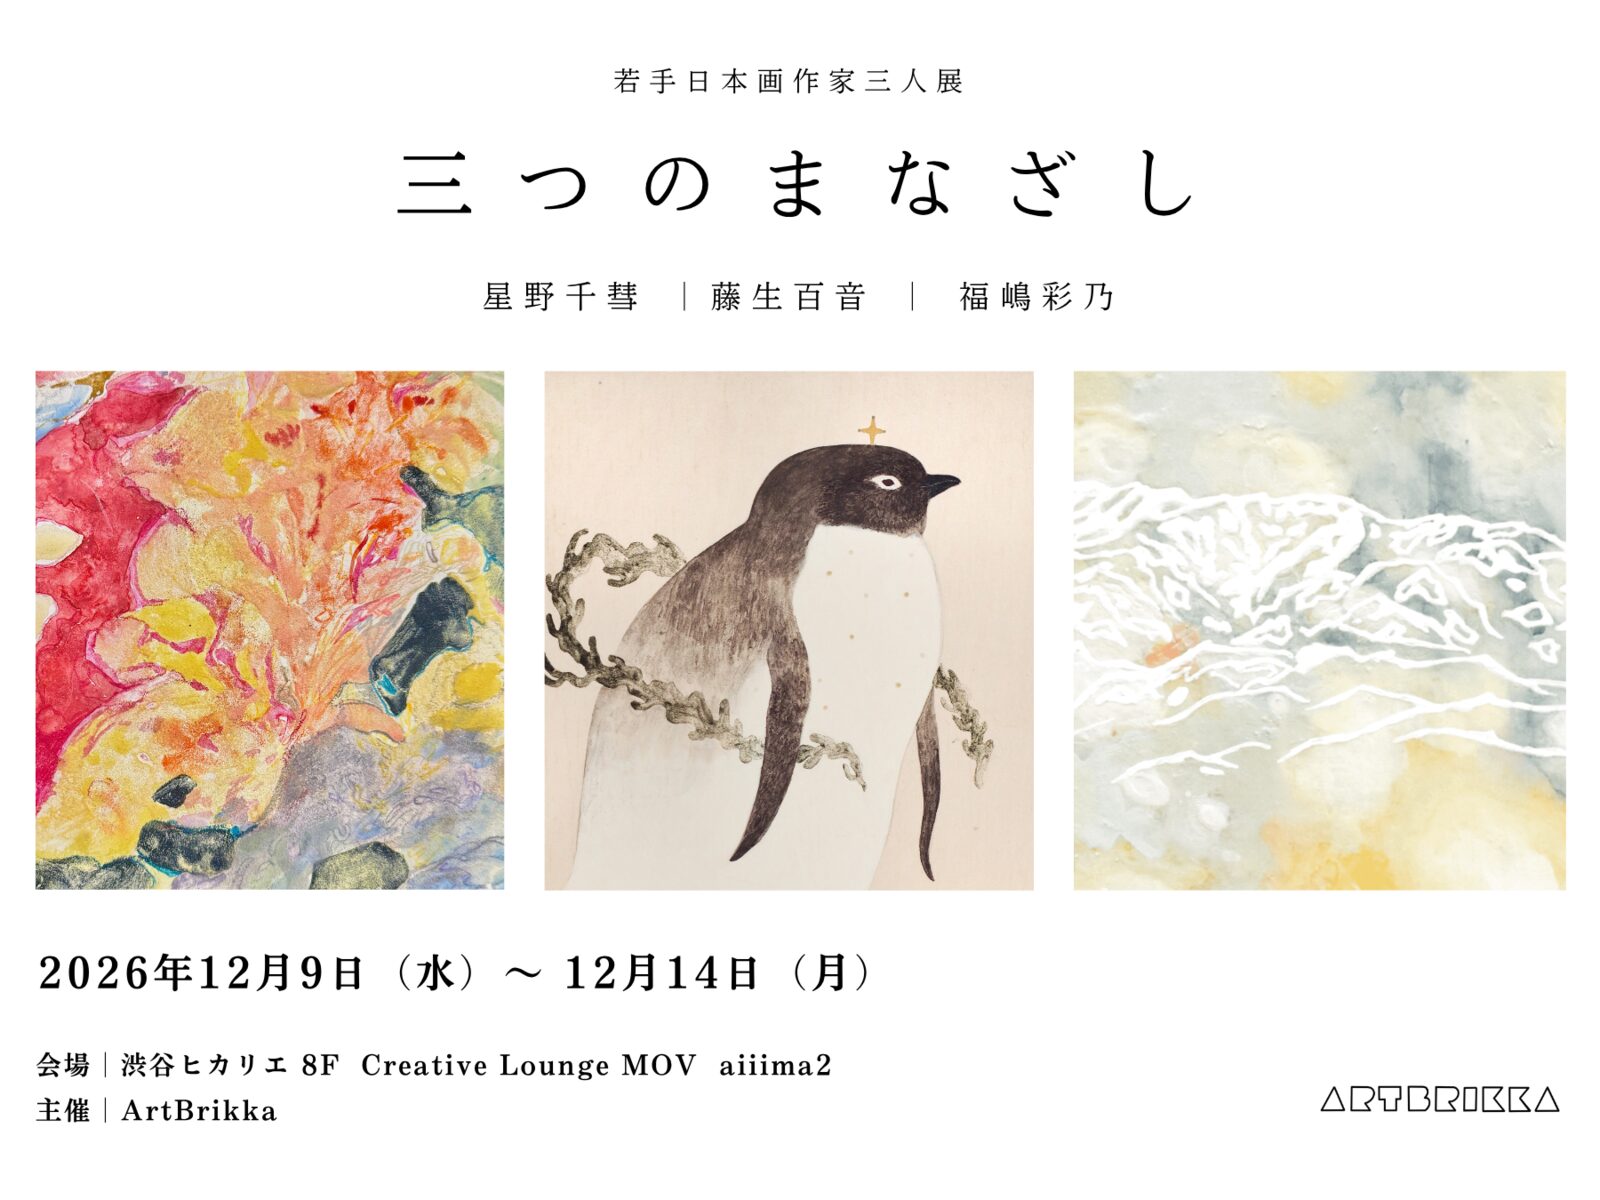 若手日本画作家三人展
三つのまなざし
星野千彗 ｜藤生百音 ｜ 福嶋彩乃
2026年12月9日（水）～ 12月14日（月）
会場｜渋谷ヒカリエ 8F Creative Lounge MOV aiiima2
主催｜ArtBrikka
ARTBRIKKA